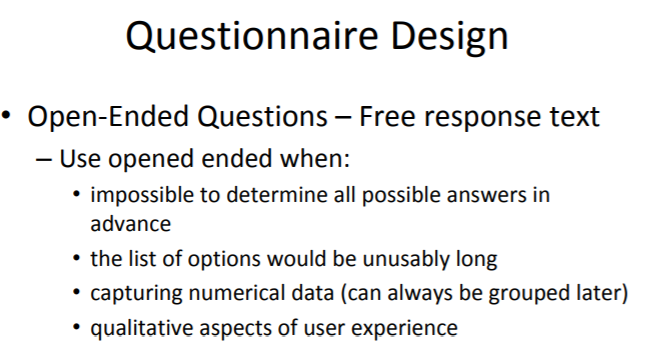 Questionnaire Design
• Open-Ended Questions – Free response text
– Use opened ended when:
• impossible to determine all possible answers in
advance
• the list of options would be unusably long
• capturing numerical data (can always be grouped later)
• qualitative aspects of user experience